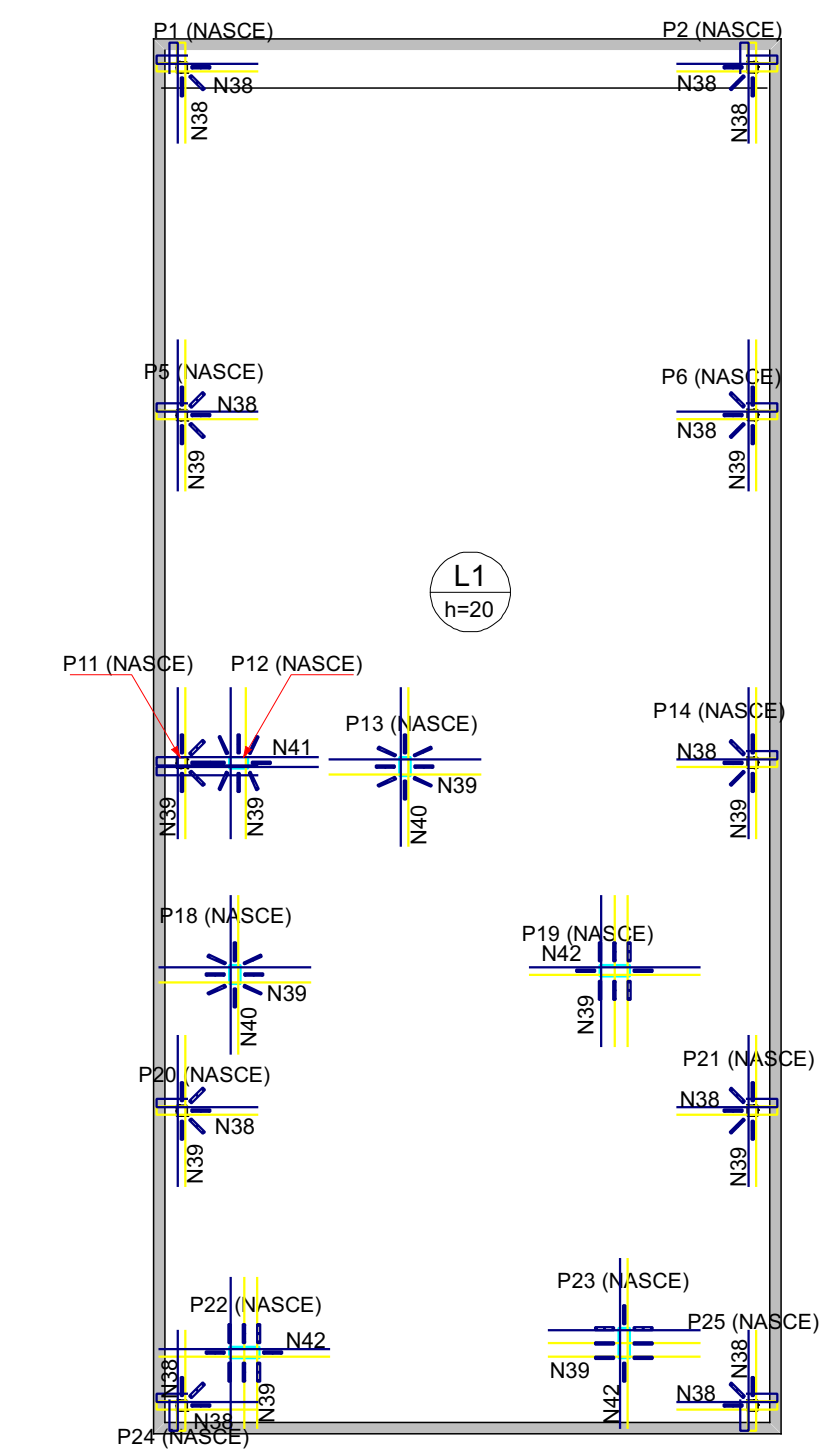 P1 (NASCE)
P2 (NASCE)
N38
N38
N38
N38
P5 (NASCE)
P6 (NASCE)
N38
N38
N39
N39
L1
h=20
P11 (NASCE)
P12 (NASCE)
P13 (NASCE)
P14 (NASCE)
N41
N38
N39
N39
N39
N40
N39
P18 (NASCE)
P19 (NASCE)
N42
N39
N39
N40
P20 (NASCE)
P21 (NASCE)
N38
N38
N39
N39
P22 (NASCE)
P23 (NASCE)
P25 (NASCE)
N42
N38
N38
N39
N39
N42
N38
N38
P24 (NASCE)